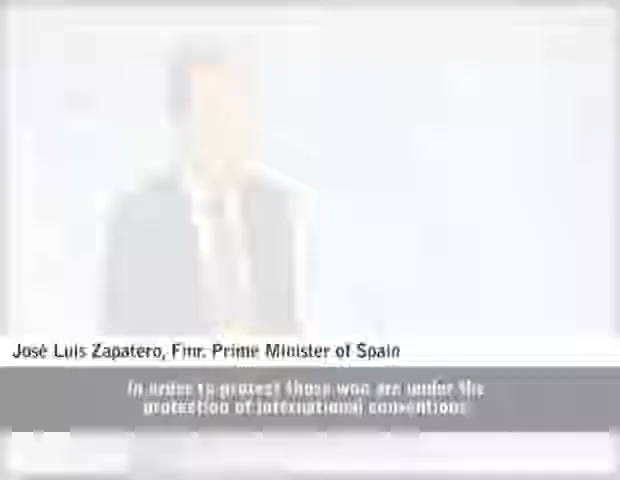 José Luis Zapatero, Fmr. Prime Minister of Spain
In order to protect those who are under the
protection of international conventions